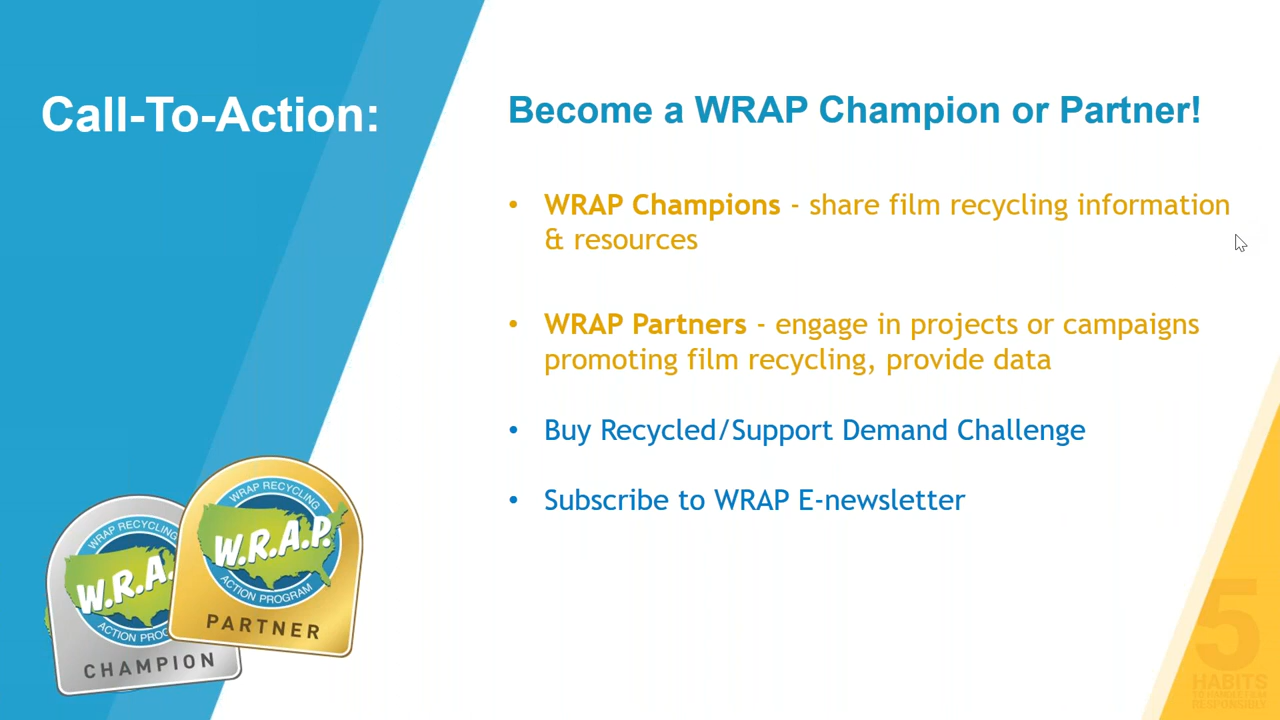 Call-To-Action:
Become a WRAP Champion or Partner!
• WRAP Champions - share film recycling information
& resources
• WRAP Partners - engage in projects or campaigns
promoting film recycling, provide data
• Buy Recycled/Support Demand Challenge
• Subscribe to WRAP E-newsletter
WRAP RECYCLING
W.R.A.
ACTION PROG
CHAMPION
WRAP RECYCLING
W.R.A.P.
ACTION PROGRAM
PARTNER
5
HABITS
RESPONSIBLY